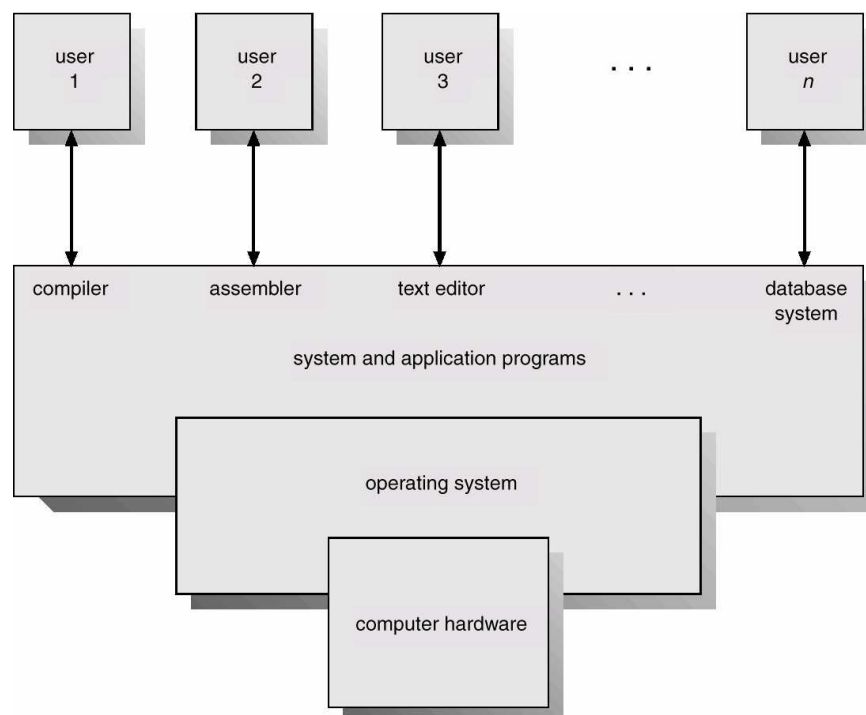 user
1
user
2
user
3
. . .
user
n
compiler
assembler
text editor
. . .
database
system
system and application programs
operating system
computer hardware